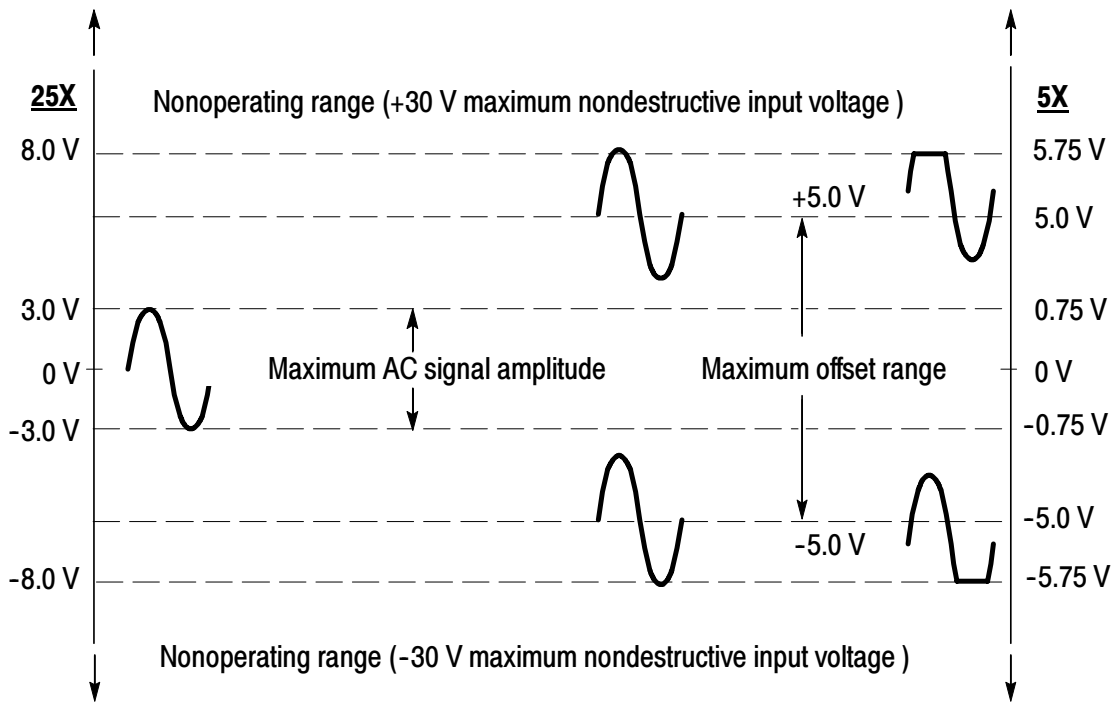 25X
Nonoperating range (+30 V maximum nondestructive input voltage )
5X
8.0 V
5.75 V
+5.0 V
5.0 V
3.0 V
0.75 V
0 V
Maximum AC signal amplitude
Maximum offset range
0 V
-3.0 V
-0.75 V
-5.0 V
-5.0 V
-8.0 V
-5.75 V
Nonoperating range (-30 V maximum nondestructive input voltage )